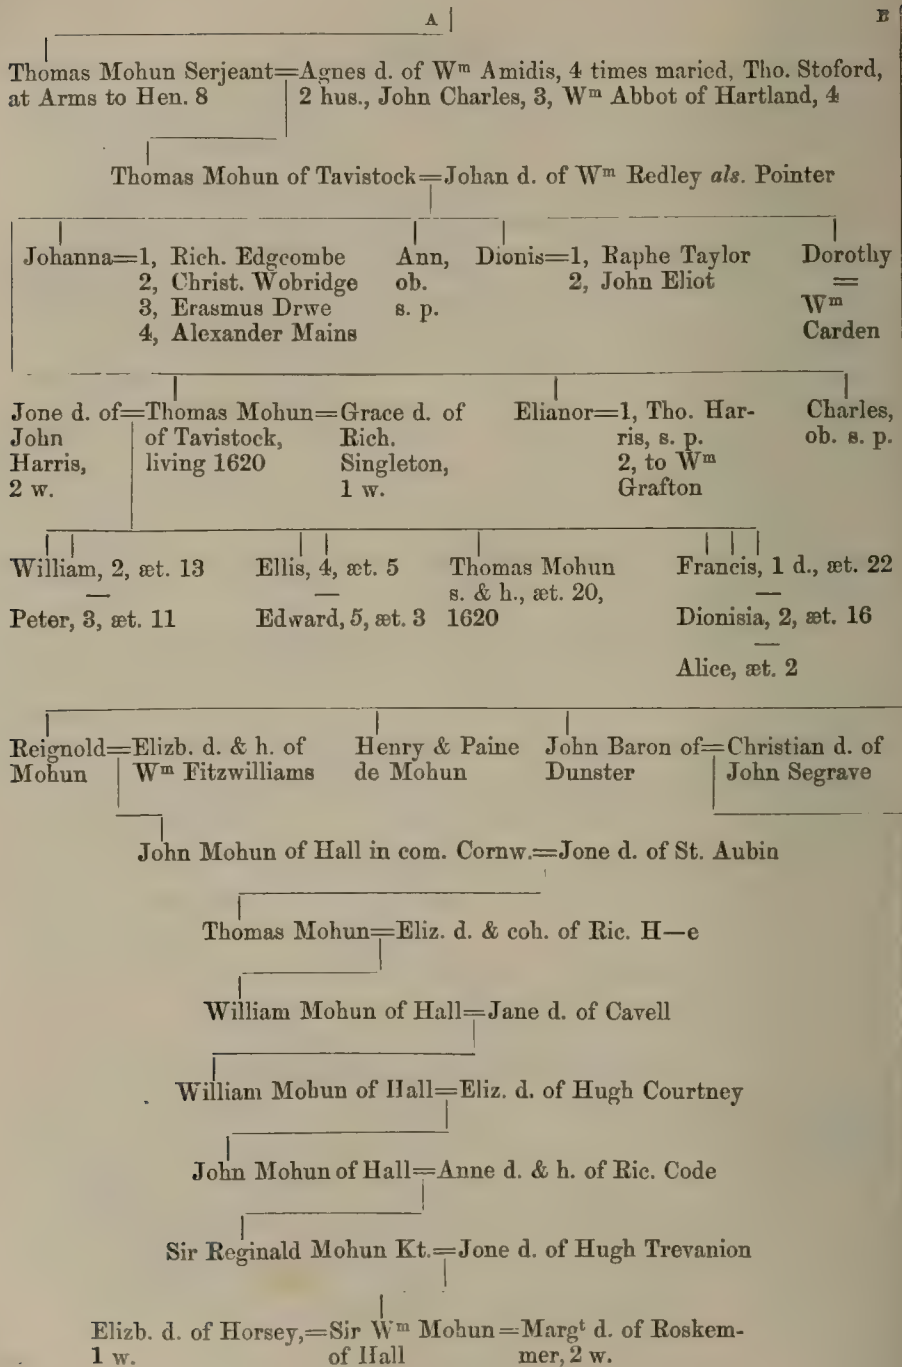 A B
Thomas Mohun Serjeant=Agnes d. of Wᵐ Amidis, 4 times maried, Tho. Stoford,
at Arms to Hen. 8 2 hus., John Charles, 3, Wᵐ Abbot of Hartland, 4
Thomas Mohun of Tavistock=Johan d. of Wᵐ Redley als. Pointer
Johanna=1, Rich. Edgcombe Ann, Dionis=1, Raphe Taylor Dorothy
2, Christ. Wobridge ob. 2, John Eliot =
3, Erasmus Drwe s. p. Wᵐ
4, Alexander Mains Carden
Jone d. of=Thomas Mohun=Grace d. of Elianor=1, Tho. Har- Charles,
John of Tavistock, Rich. ris, s. p. ob. s. p.
Harris, living 1620 Singleton, 2, to Wᵐ
2 w. 1 w. Grafton
William, 2, æt. 13 Ellis, 4, æt. 5 Thomas Mohun Francis, 1 d., æt. 22
— — s. & h., æt. 20, —
Peter, 3, æt. 11 Edward, 5, æt. 3 1620 Dionisia, 2, æt. 16
—
Alice, æt. 2
Reignold=Elizb. d. & h. of Henry & Paine John Baron of=Christian d. of
Mohun Wᵐ Fitzwilliams de Mohun Dunster John Segrave
John Mohun of Hall in com. Cornw.=Jone d. of St. Aubin
Thomas Mohun=Eliz. d. & coh. of Ric. H—e
William Mohun of Hall=Jane d. of Cavell
William Mohun of Hall=Eliz. d. of Hugh Courtney
John Mohun of Hall=Anne d. & h. of Ric. Code
Sir Reginald Mohun Kt.=Jone d. of Hugh Trevanion
Elizb. d. of Horsey,=Sir Wᵐ Mohun=Margᵗ d. of Roskem-
1 w. of Hall mer, 2 w.